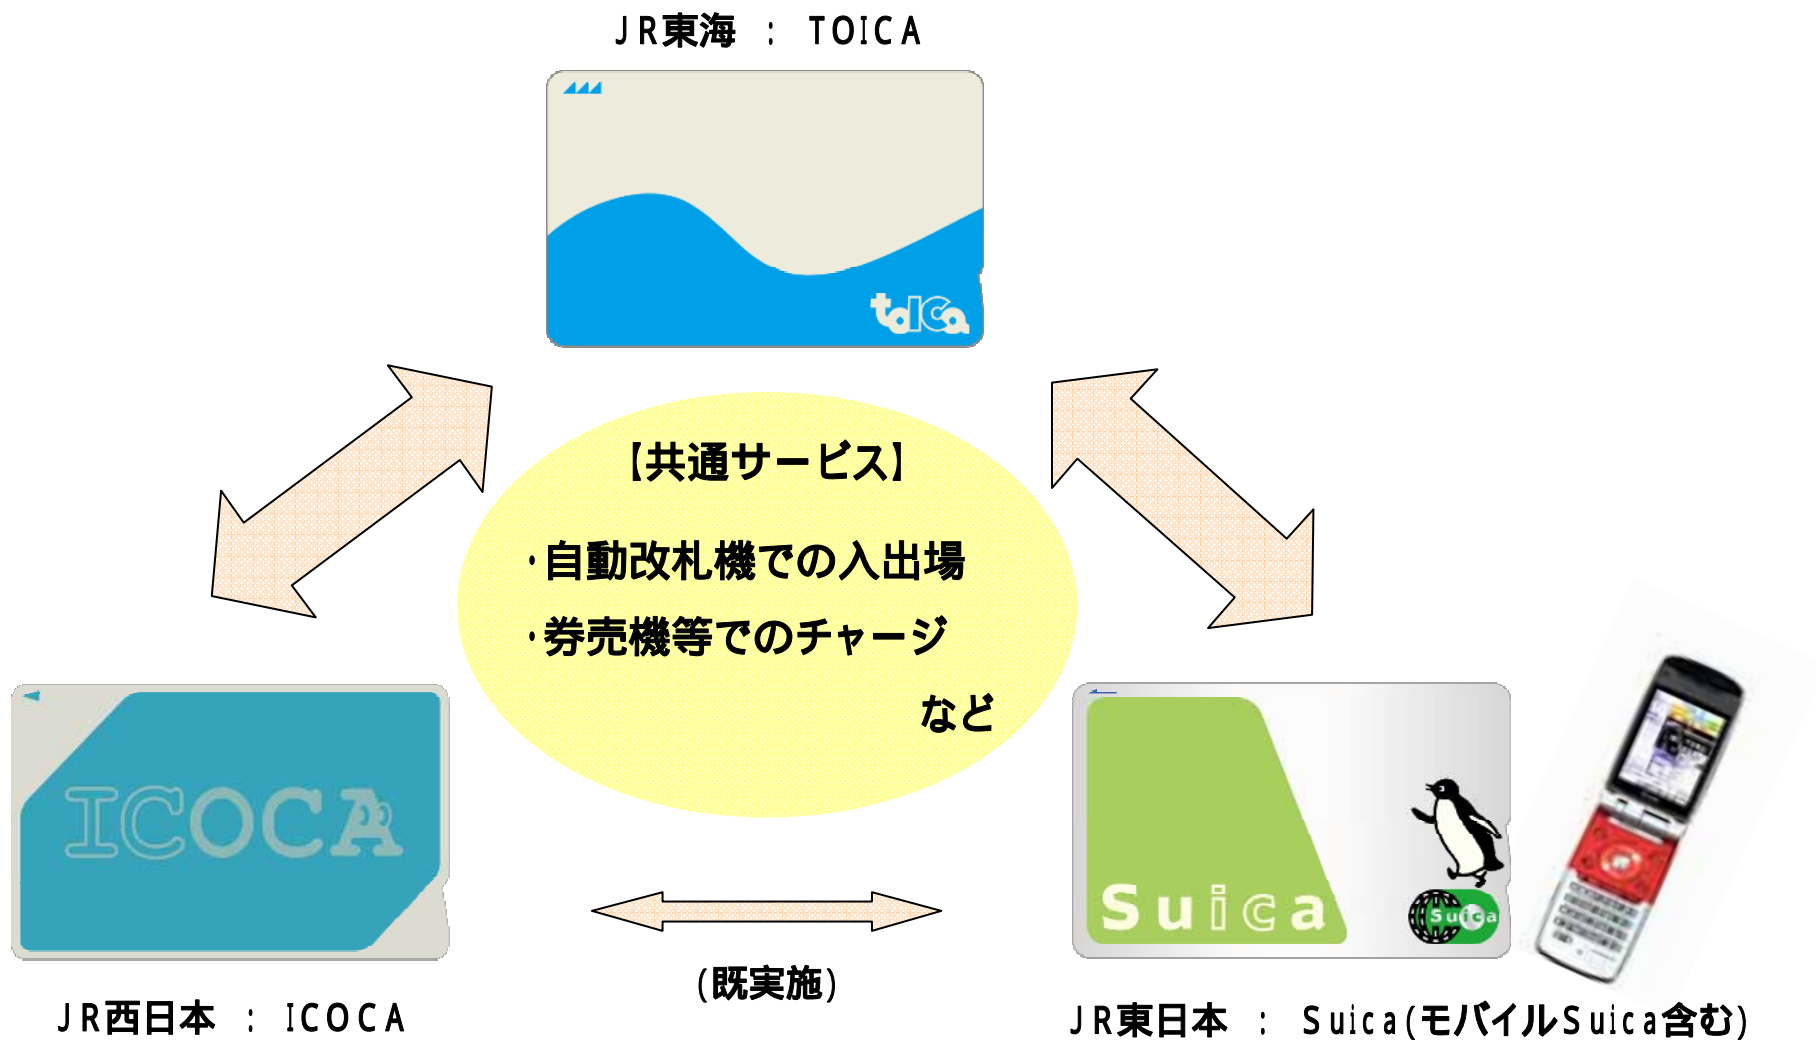 JR東海 : TOICA
toICa
【共通サービス】
・自動改札機での入出場
・券売機等でのチャージ
など
ICOCA
Suica
Suica
(既実施)
JR西日本 : ICOCA
JR東日本 : Suica(モバイルSuica含む)